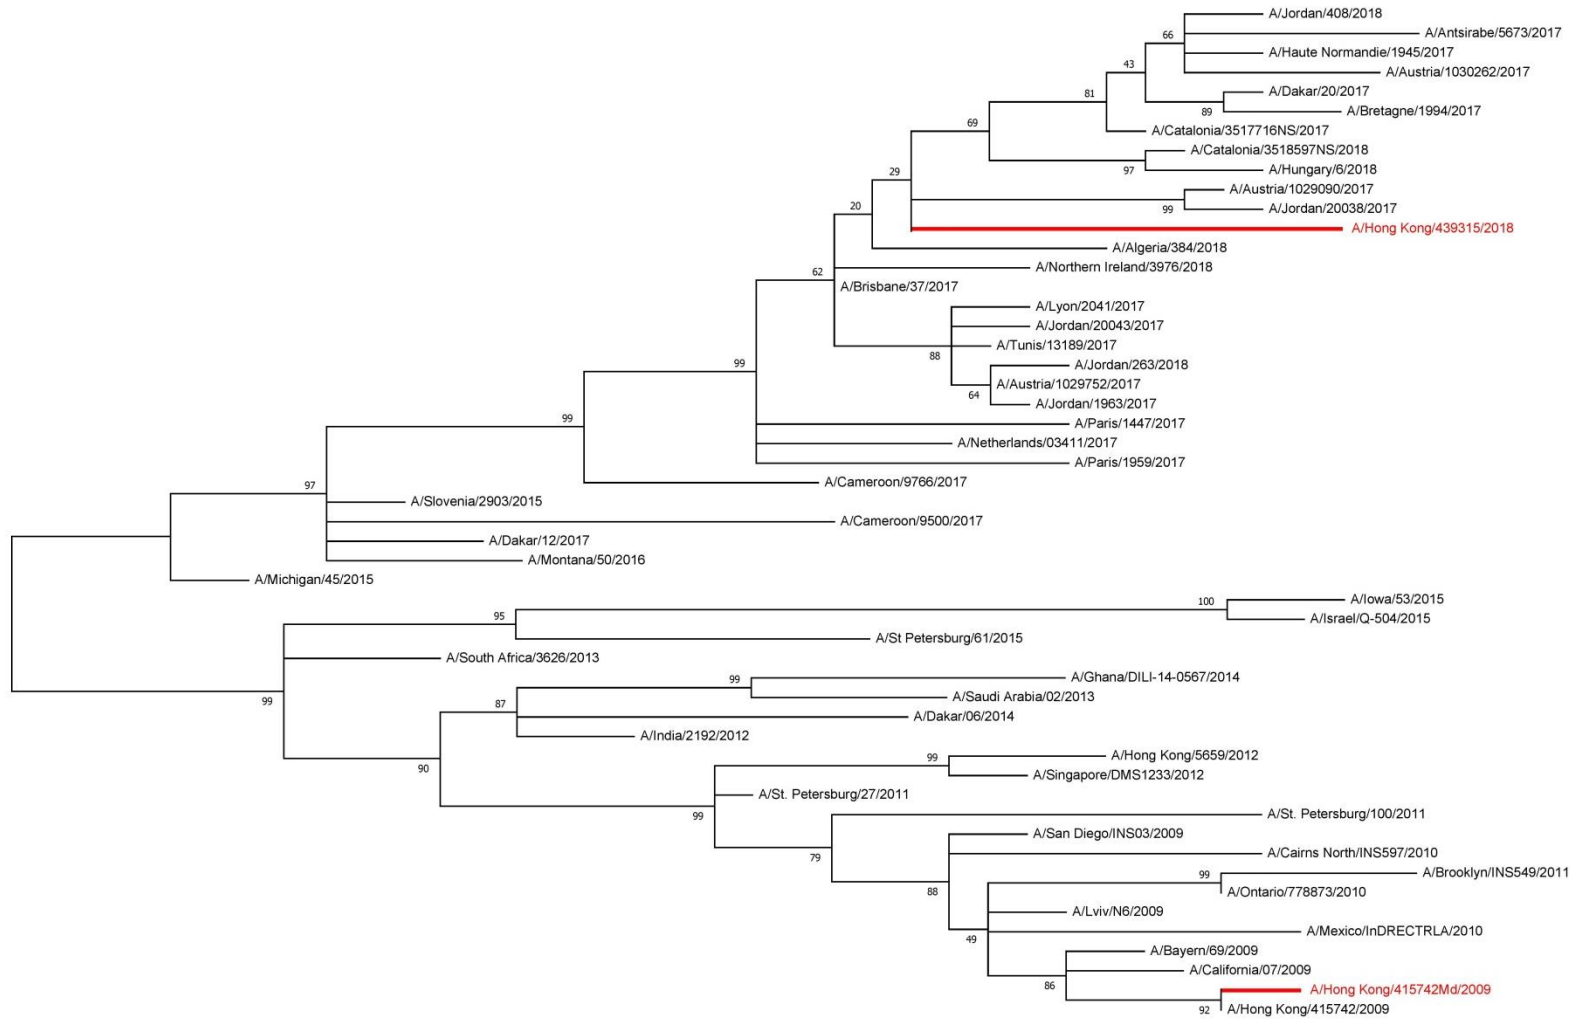 A/Jordan/408/2018
A/Antsirabe/5673/2017
66
A/Haute Normandie/1945/2017
43
A/Austria/1030262/2017
A/Dakar/20/2017
81
89
A/Bretagne/1994/2017
69
A/Catalonia/3517716NS/2017
A/Catalonia/3518597NS/2018
97
A/Hungary/6/2018
29
A/Austria/1029090/2017
99
A/Jordan/20038/2017
20
A/Hong Kong/439315/2018
A/Algeria/384/2018
62
A/Northern Ireland/3976/2018
A/Brisbane/37/2017
A/Lyon/2041/2017
A/Jordan/20043/2017
A/Tunis/13189/2017
88
99
A/Jordan/263/2018
A/Austria/1029752/2017
64
A/Jordan/1963/2017
99
A/Paris/1447/2017
A/Netherlands/03411/2017
A/Paris/1959/2017
97
A/Cameroon/9766/2017
A/Slovenia/2903/2015
A/Cameroon/9500/2017
A/Dakar/12/2017
A/Montana/50/2016
A/Michigan/45/2015
100
A/Iowa/53/2015
95
A/Israel/Q-504/2015
A/St Petersburg/61/2015
A/South Africa/3626/2013
99
99
A/Ghana/DILI-14-0567/2014
87
A/Saudi Arabia/02/2013
A/Dakar/06/2014
A/India/2192/2012
90
99
A/Hong Kong/5659/2012
A/Singapore/DMS1233/2012
A/St. Petersburg/27/2011
99
A/St. Petersburg/100/2011
A/San Diego/INS03/2009
79
A/Cairns North/INS597/2010
99
A/Brooklyn/INS549/2011
88
A/Ontario/778873/2010
A/Lviv/N6/2009
49
A/Mexico/InDRECTRLA/2010
A/Bayern/69/2009
A/California/07/2009
86
A/Hong Kong/415742Md/2009
92
A/Hong Kong/415742/2009